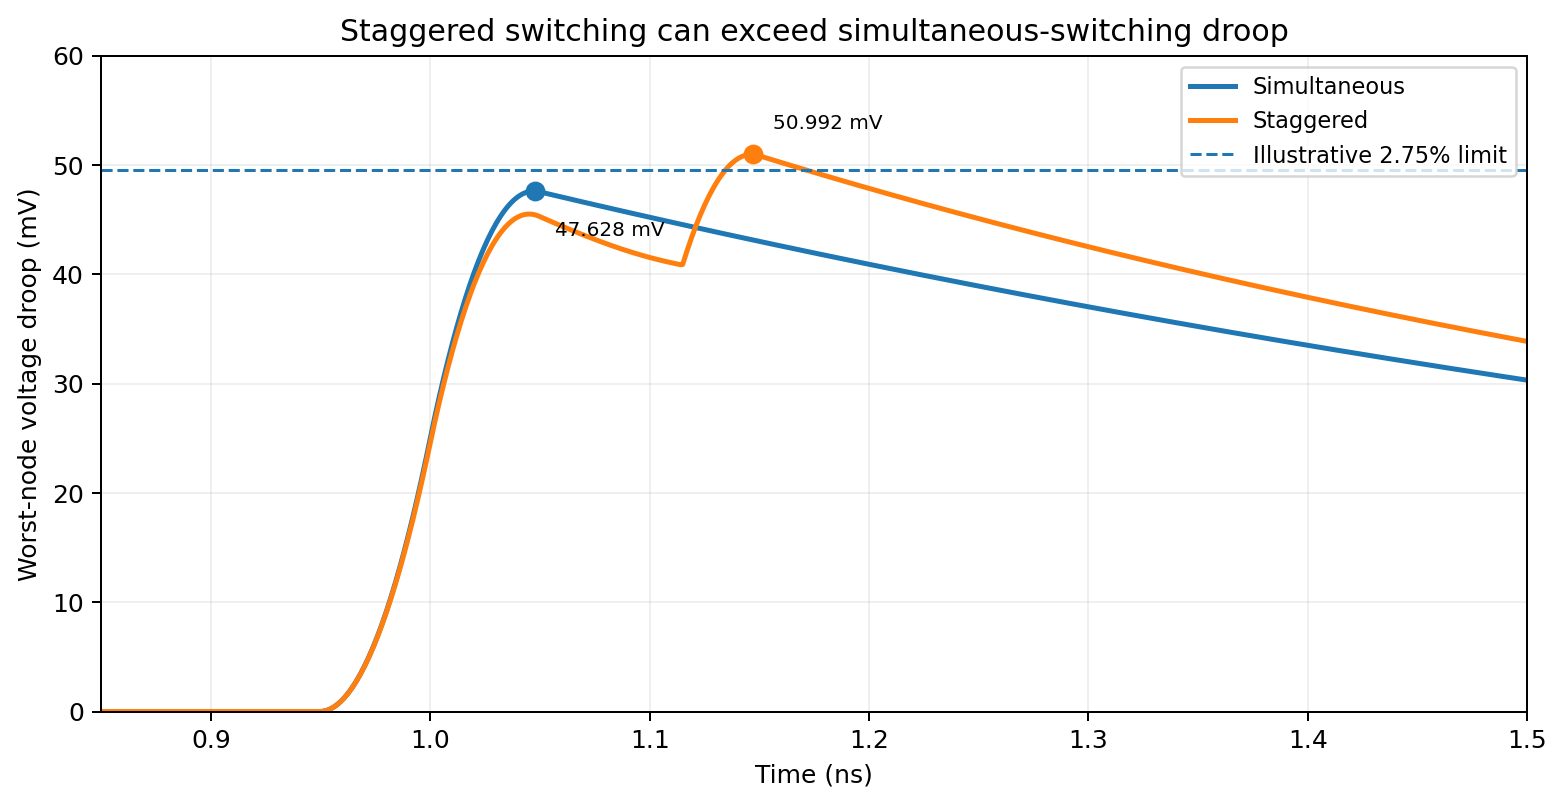 Staggered switching can exceed simultaneous-switching droop
Worst-node voltage droop (mV)
60
50
40
30
20
10
0
50.992 mV
47.628 mV
Simultaneous
Staggered
Illustrative 2.75% limit
0.9
1.0
1.1
1.2
1.3
1.4
1.5
Time (ns)